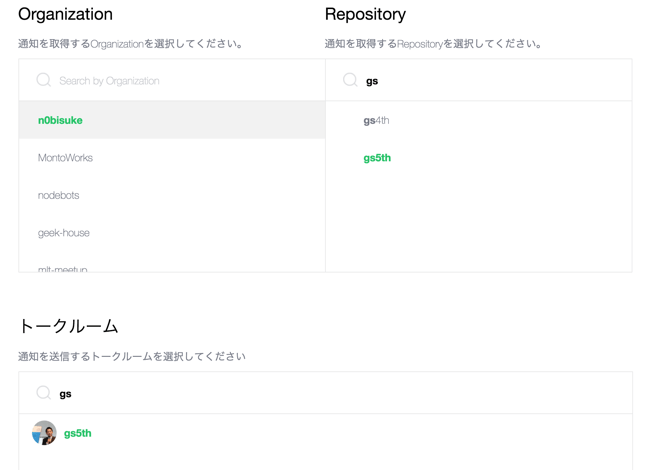 Organization
通知を取得するOrganizationを選択してください。
Search by Organization
n0bisuke
MontoWorks
nodebots
geek-house
mlt-meetup
Repository
通知を取得するRepositoryを選択してください。
gs
gs4th
gs5th
トークルーム
通知を送信するトークルームを選択してください
gs
gs5th